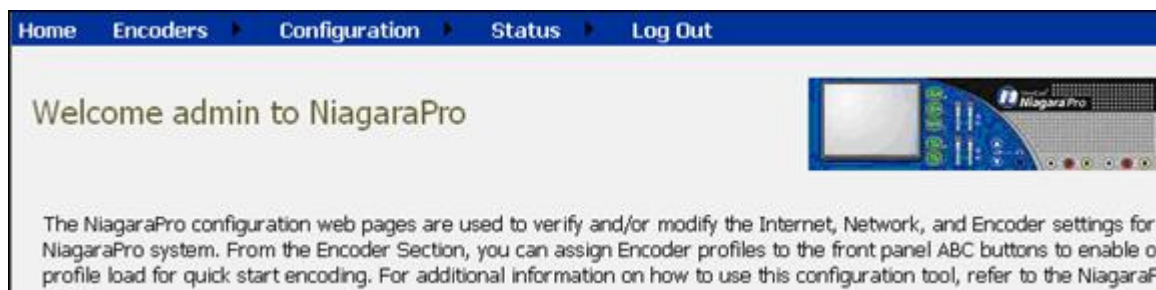 Home Encoders Configuration Status Log Out
Welcome admin to NiagaraPro
Niagara Pro
The NiagaraPro configuration web pages are used to verify and/or modify the Internet, Network, and Encoder settings for
NiagaraPro system. From the Encoder Section, you can assign Encoder profiles to the front panel ABC buttons to enable o
profile load for quick start encoding. For additional information on how to use this configuration tool, refer to the Niagara